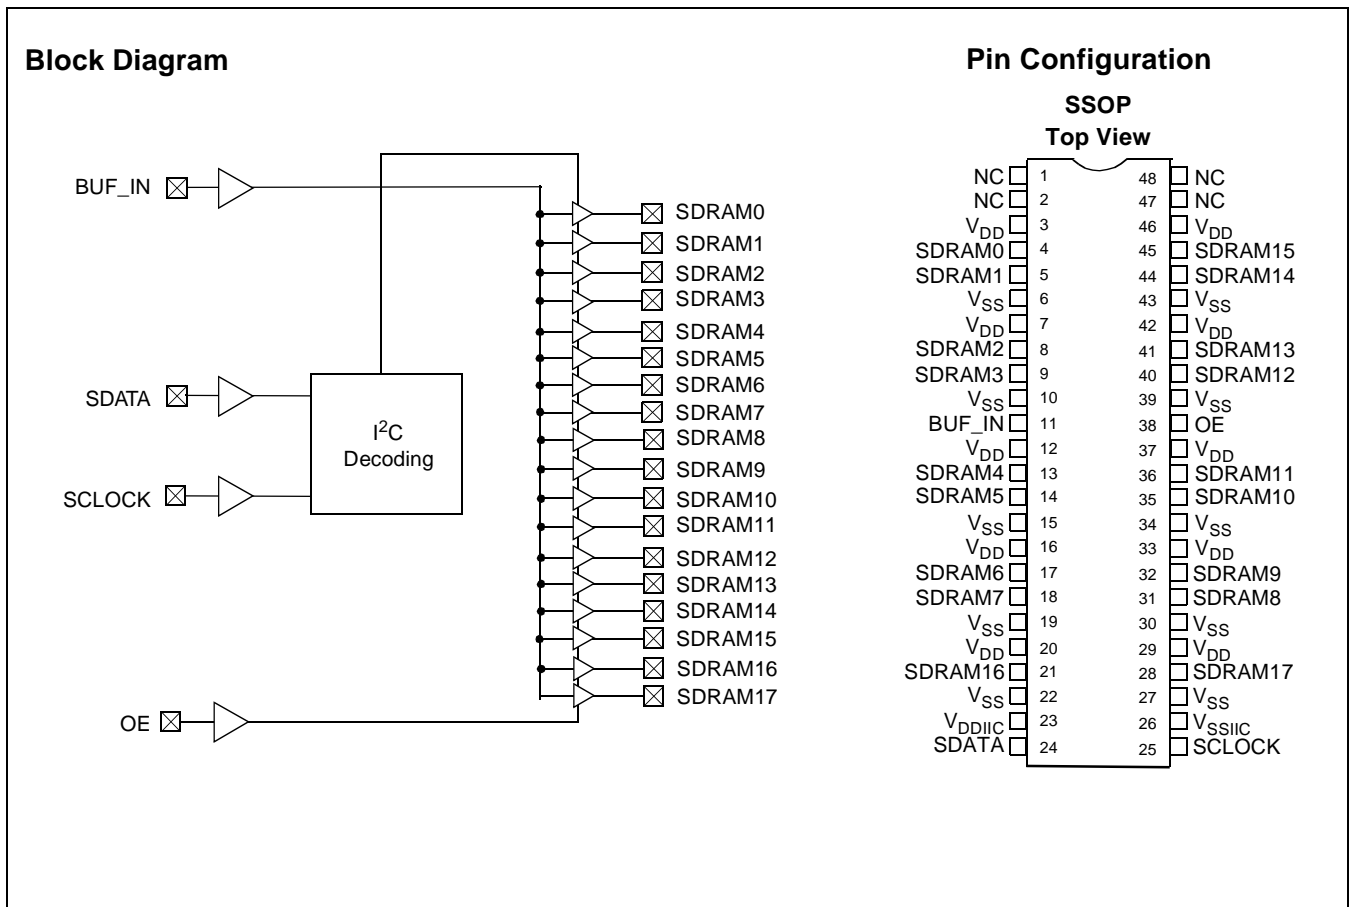 Block Diagram
BUF_IN
SDATA
SCLOCK
OE
I²C
Decoding
SDRAM0
SDRAM1
SDRAM2
SDRAM3
SDRAM4
SDRAM5
SDRAM6
SDRAM7
SDRAM8
SDRAM9
SDRAM10
SDRAM11
SDRAM12
SDRAM13
SDRAM14
SDRAM15
SDRAM16
SDRAM17
Pin Configuration
SSOP
Top View
NC 1 48 NC
NC 2 47 NC
VDD 3 46 VDD
SDRAM0 4 45 SDRAM15
SDRAM1 5 44 SDRAM14
VSS 6 43 VSS
VDD 7 42 VDD
SDRAM2 8 41 SDRAM13
SDRAM3 9 40 SDRAM12
VSS 10 39 VSS
BUF_IN 11 38 OE
VDD 12 37 VDD
SDRAM4 13 36 SDRAM11
SDRAM5 14 35 SDRAM10
VSS 15 34 VSS
VDD 16 33 VDD
SDRAM6 17 32 SDRAM9
SDRAM7 18 31 SDRAM8
VSS 19 30 VSS
VDD 20 29 VDD
SDRAM16 21 28 SDRAM17
VSS 22 27 VSS
VDDIIC 23 26 VSSIIC
SDATA 24 25 SCLOCK